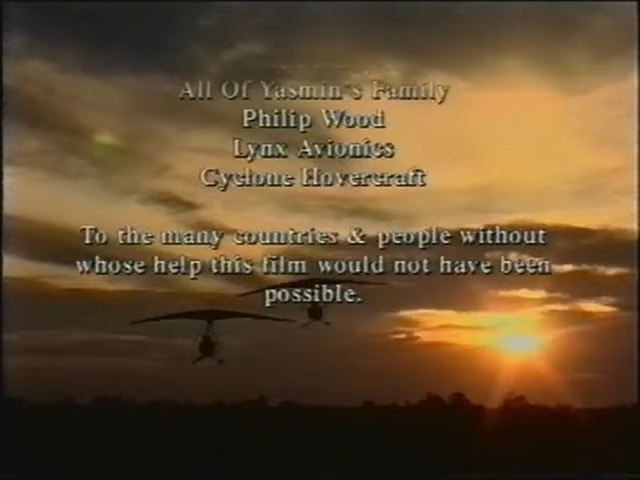 All Of Yasmin's Family
Philip Wood
Lynx Avionics
Cyclone Hovercraft
To the many countries & people without
whose help this film would not have been
possible.